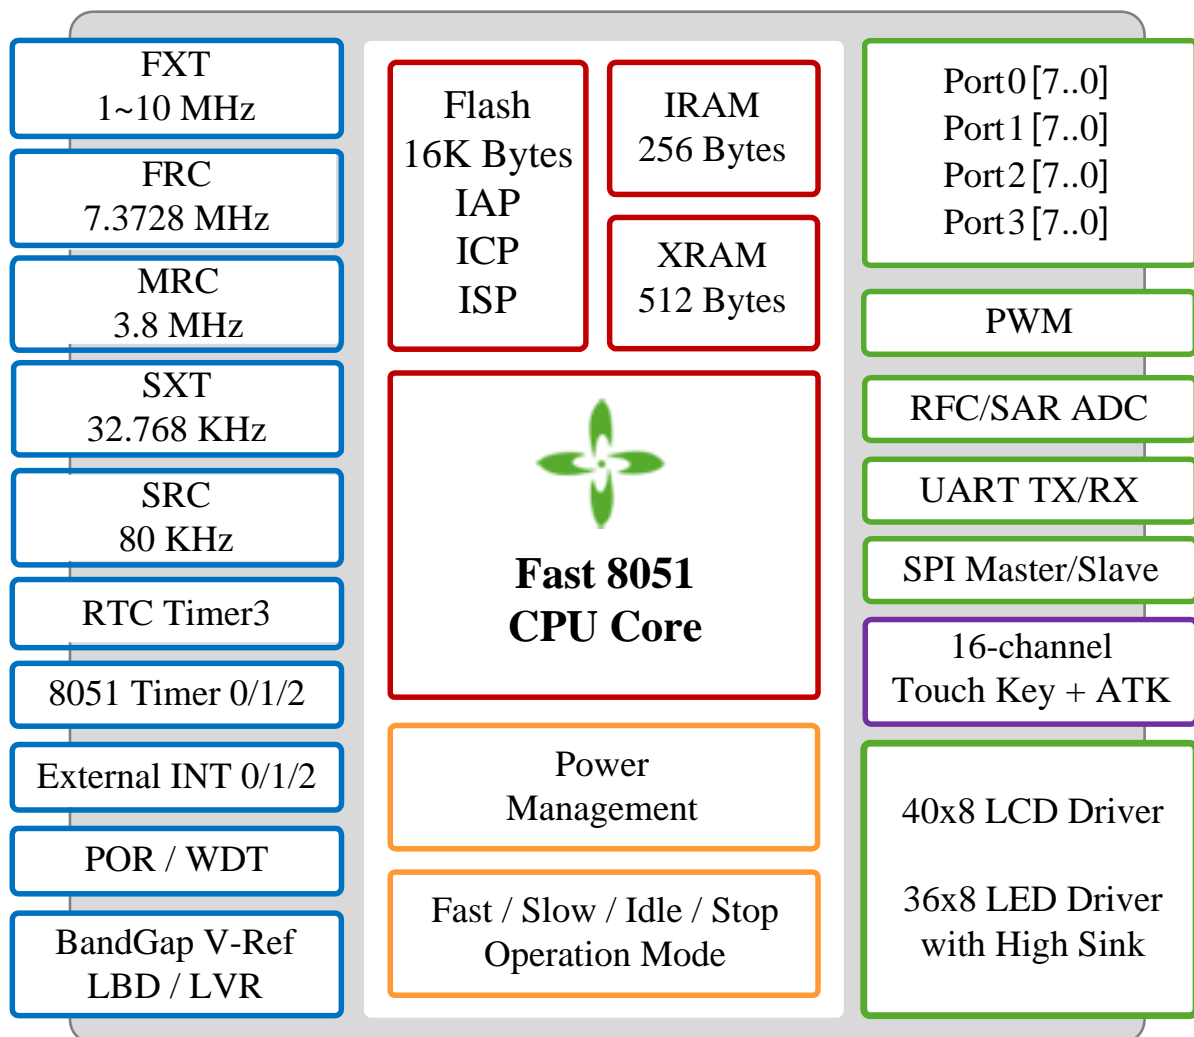 FXT
1~10 MHz
FRC
7.3728 MHz
MRC
3.8 MHz
SXT
32.768 KHz
SRC
80 KHz
RTC Timer3
8051 Timer 0/1/2
External INT 0/1/2
POR / WDT
BandGap V-Ref
LBD / LVR
Flash
16K Bytes
IAP
ICP
ISP
IRAM
256 Bytes
XRAM
512 Bytes
Fast 8051
CPU Core
Power
Management
Fast / Slow / Idle / Stop
Operation Mode
Port0 [7..0]
Port1 [7..0]
Port2 [7..0]
Port3 [7..0]
PWM
RFC/SAR ADC
UART TX/RX
SPI Master/Slave
16-channel
Touch Key + ATK
40x8 LCD Driver
36x8 LED Driver
with High Sink